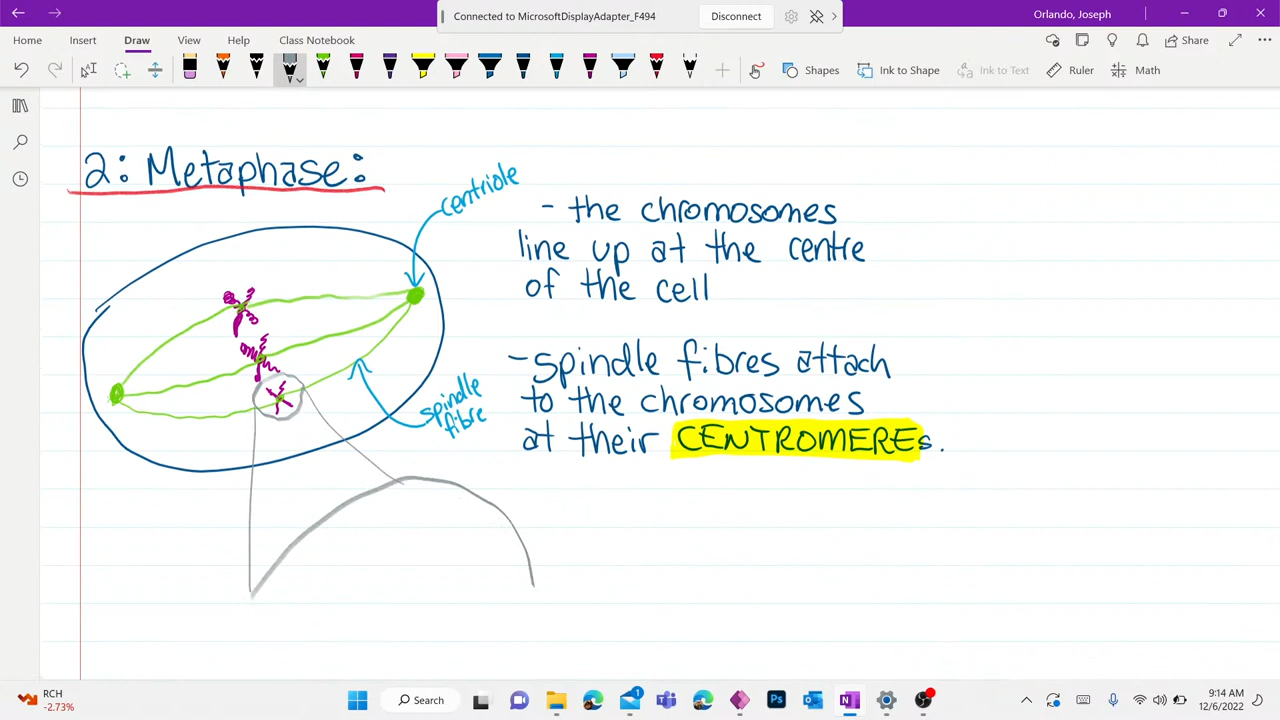 Connected to MicrosoftDisplayAdapter_F494
Disconnect
Orlando, Joseph
Home Insert Draw View Help Class Notebook
Share
Shapes
Ink to Shape
Ink to Text
Ruler
Math
2: Metaphase:
centriole
spindle
fibre
- the chromosomes
line up at the centre
of the cell
- spindle fibres attach
to the chromosomes
at their CENTROMEREs.
RCH
-2.73%
Search
1
9:14 AM
12/6/2022